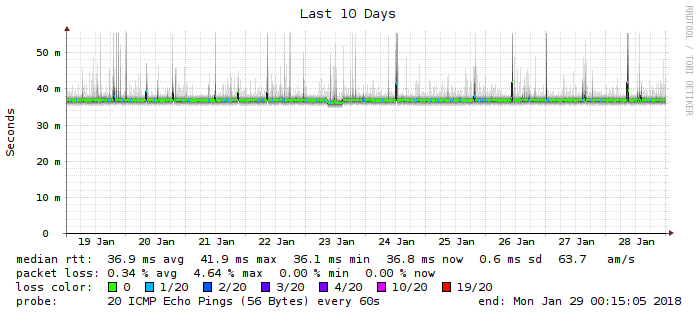 Last 10 Days
RRDTOOL / TOBI OETIKER
Seconds
50 m
40 m
30 m
20 m
10 m
0
19 Jan 20 Jan 21 Jan 22 Jan 23 Jan 24 Jan 25 Jan 26 Jan 27 Jan 28 Jan
median rtt: 36.9 ms avg 41.9 ms max 36.1 ms min 36.8 ms now 0.6 ms sd 63.7 am/s
packet loss: 0.34 % avg 4.64 % max 0.00 % min 0.00 % now
loss color: 0 1/20 2/20 3/20 4/20 10/20 19/20
probe: 20 ICMP Echo Pings (56 Bytes) every 60s end: Mon Jan 29 00:15:05 2018